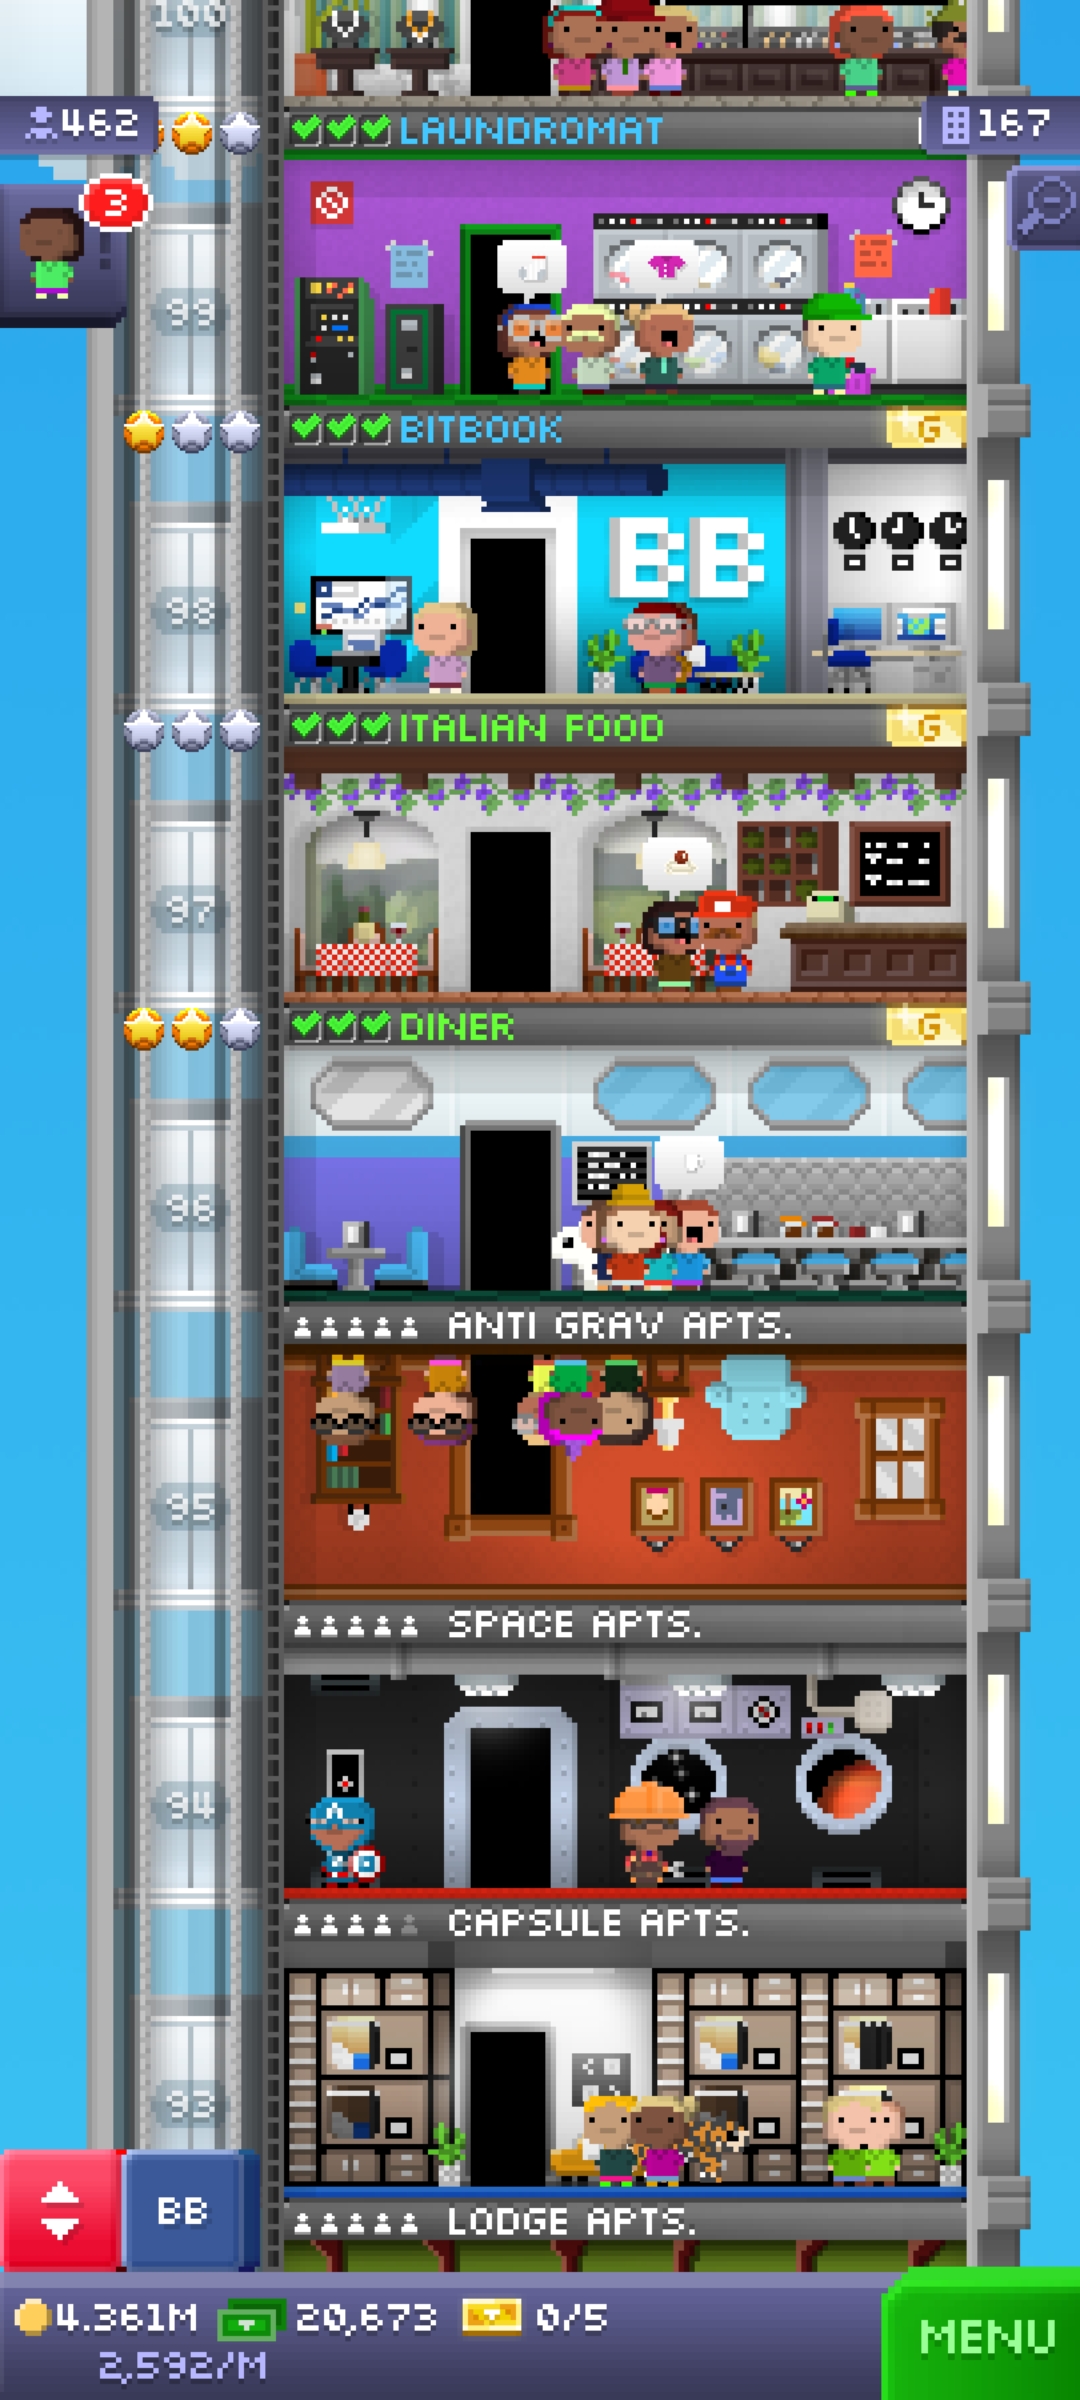 100
462
LAUNDROMAT
167
3
99
BITBOOK
G
BB
98
ITALIAN FOOD
G
97
DINER
G
96
ANTI GRAV APTS.
95
SPACE APTS.
94
A
CAPSULE APTS.
93
BB
LODGE APTS.
4.361M
20,673
0/5
MENU
2,592/M